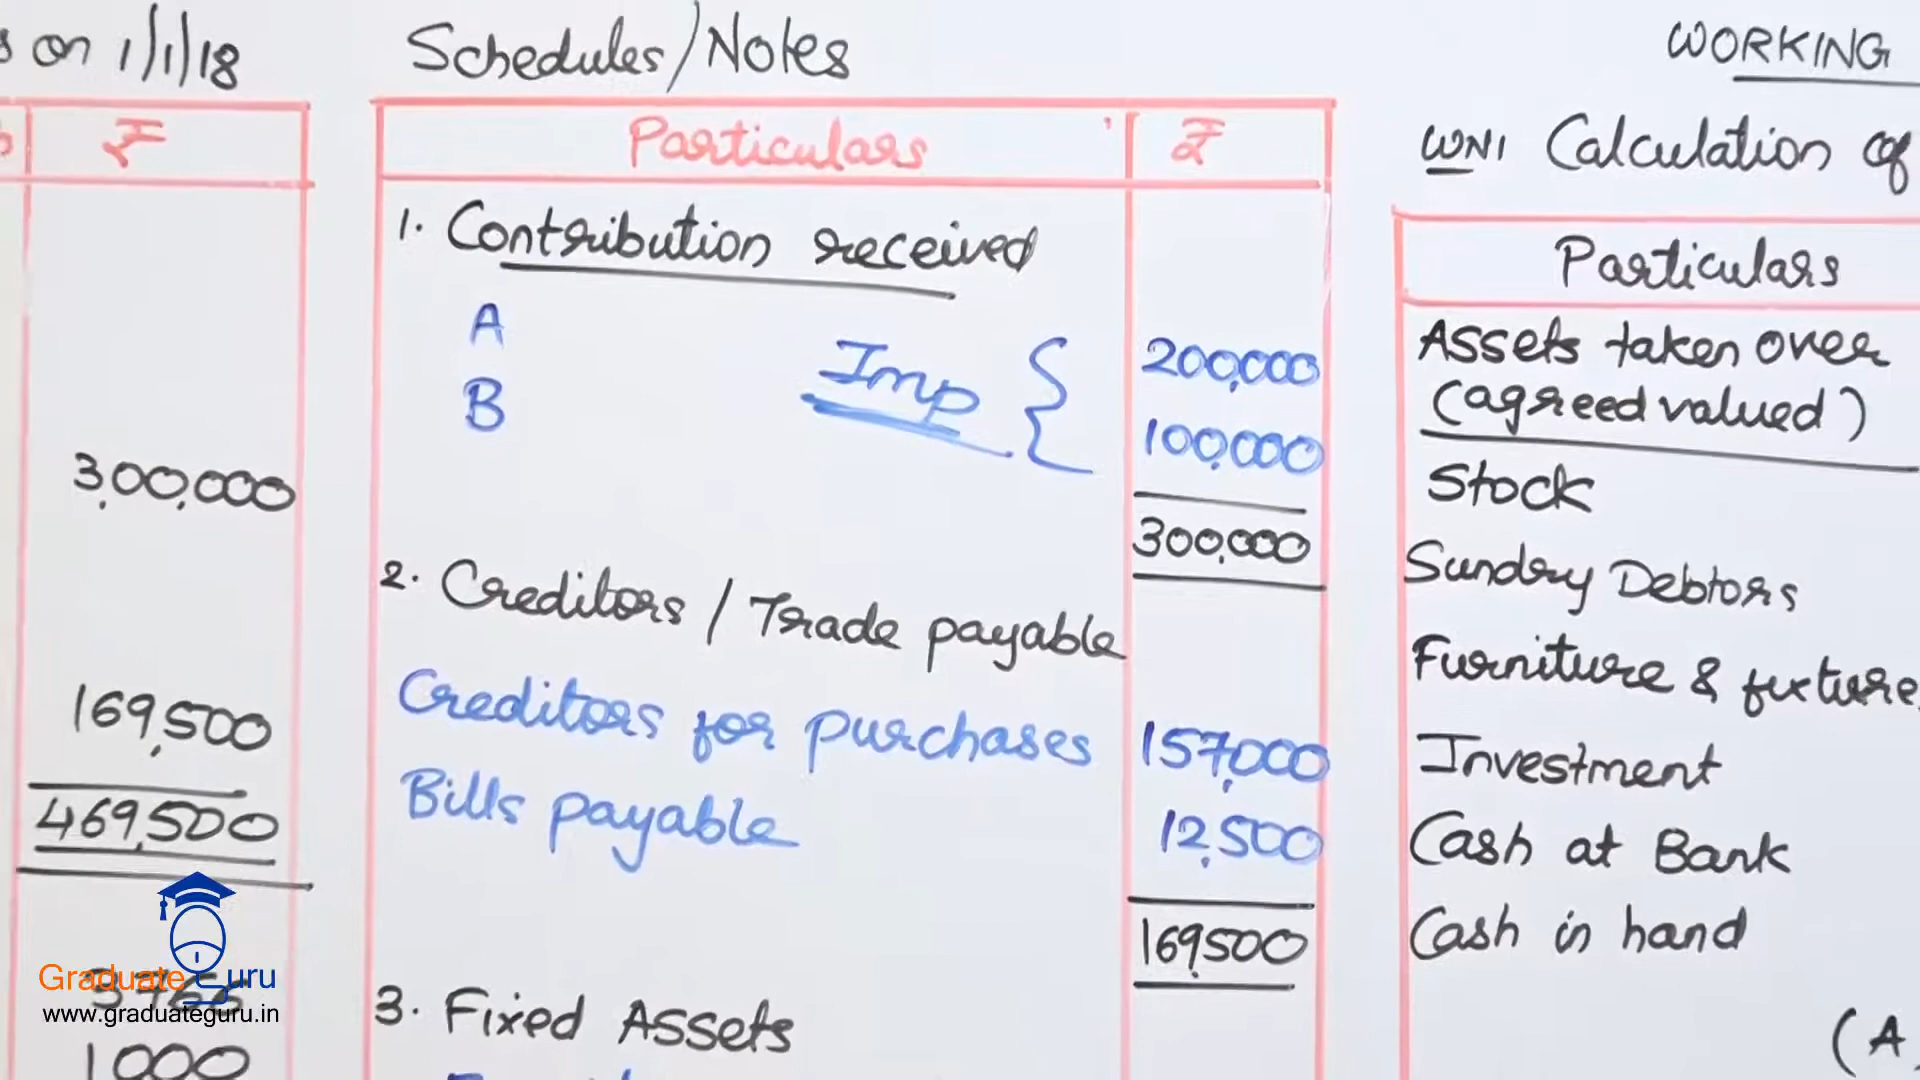 s on 1/1/18
₹
3,00,000
169,500
469,500
1000
Schedules/Notes
Particulars ₹
1. Contribution received
A 200,000
Imp
B 100,000
300,000
2. Creditors / Trade payable
Creditors for purchases 157,000
Bills payable 12,500
169,500
3. Fixed Assets
WORKING
WN1 Calculation of
Particulars
Assets taken over
(agreed valued)
Stock
Sundry Debtors
Furniture & fixture
Investment
Cash at Bank
Cash in hand
(A
Graduate Guru
www.graduateguru.in